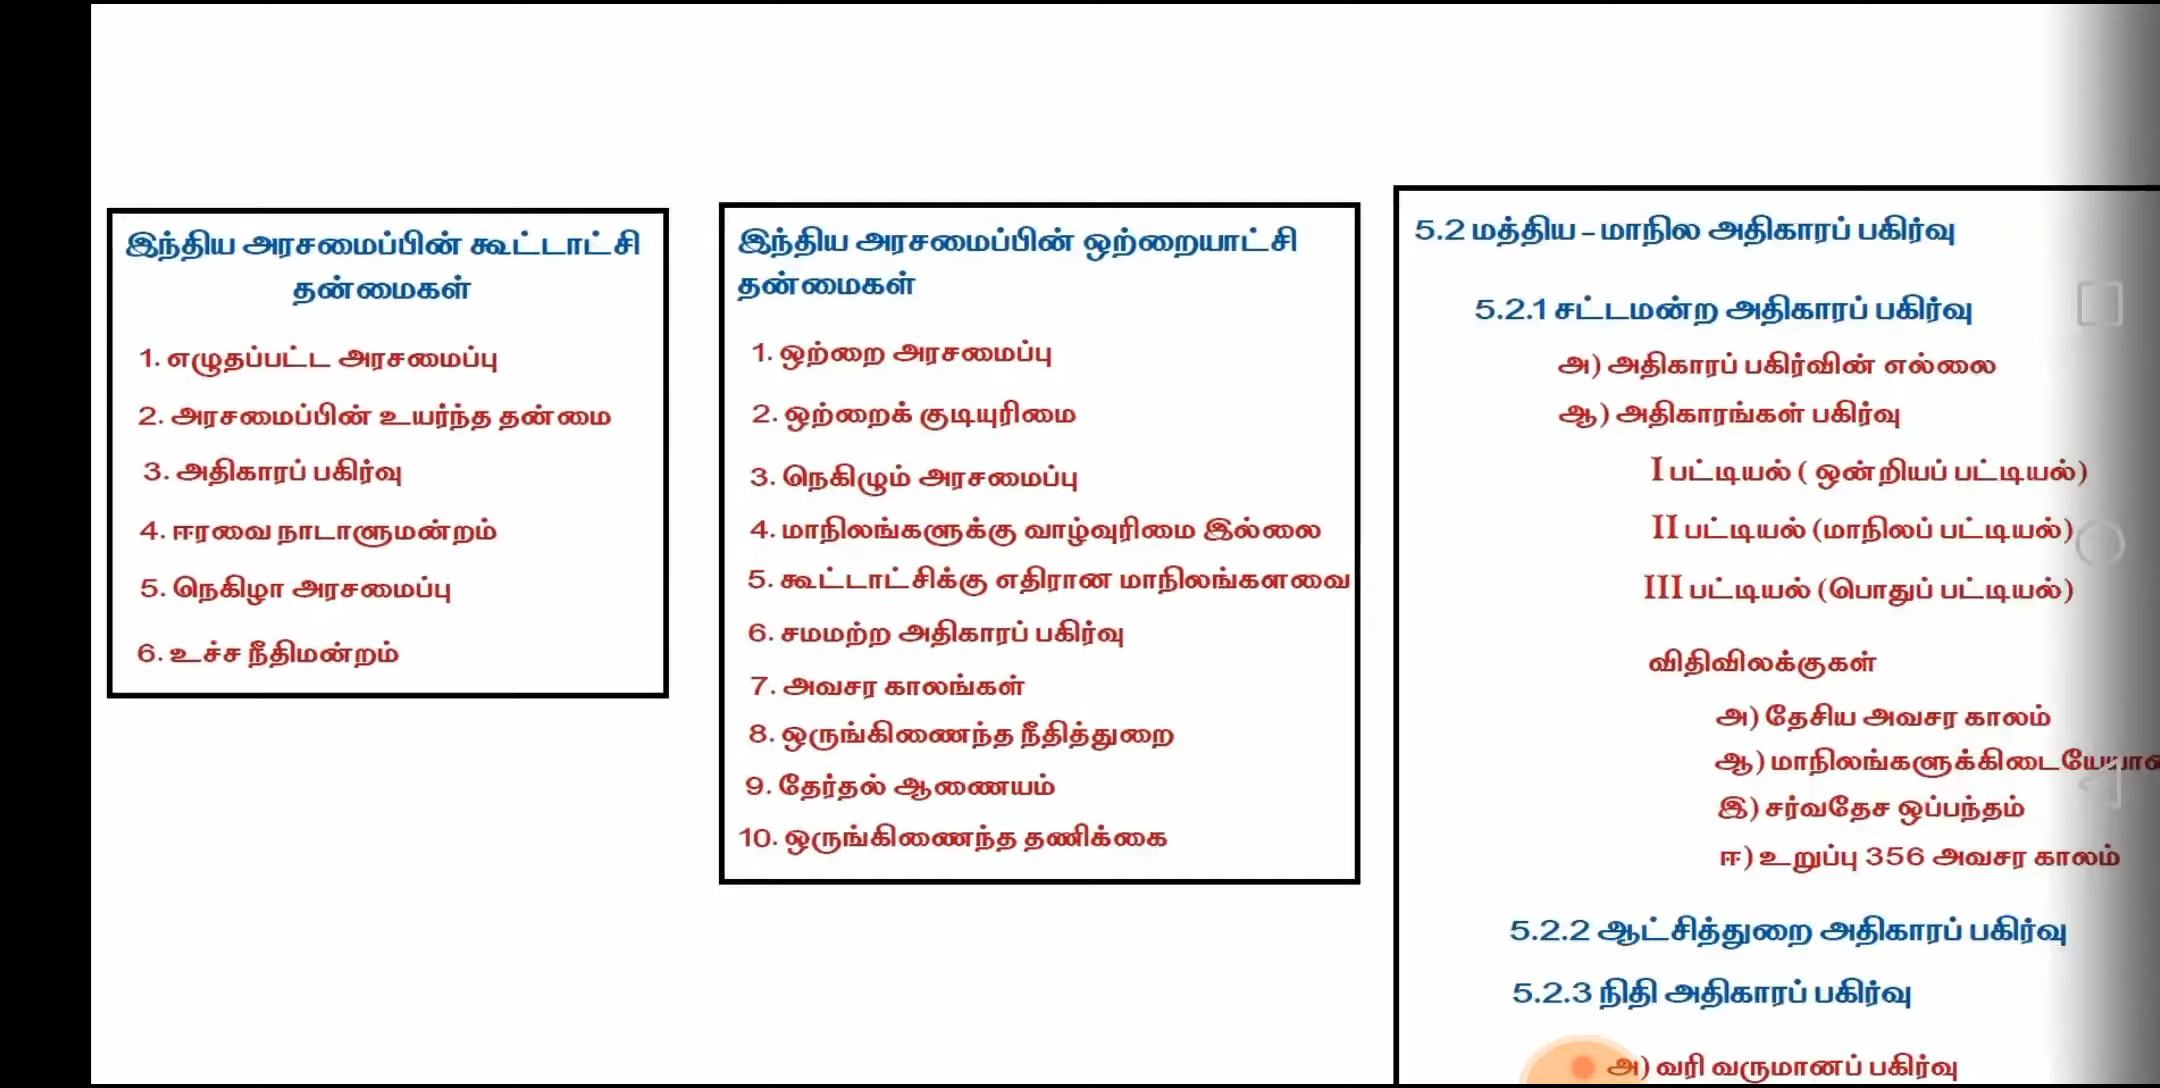 இந்திய அரசமைப்பின் கூட்டாட்சி
தன்மைகள்
1. எழுதப்பட்ட அரசமைப்பு
2. அரசமைப்பின் உயர்ந்த தன்மை
3. அதிகாரப் பகிர்வு
4. ஈரவை நாடாளுமன்றம்
5. நெகிழா அரசமைப்பு
6. உச்ச நீதிமன்றம்
இந்திய அரசமைப்பின் ஒற்றையாட்சி
தன்மைகள்
1. ஒற்றை அரசமைப்பு
2. ஒற்றைக் குடியுரிமை
3. நெகிழும் அரசமைப்பு
4. மாநிலங்களுக்கு வாழ்வுரிமை இல்லை
5. கூட்டாட்சிக்கு எதிரான மாநிலங்களவை
6. சமமற்ற அதிகாரப் பகிர்வு
7. அவசர காலங்கள்
8. ஒருங்கிணைந்த நீதித்துறை
9. தேர்தல் ஆணையம்
10. ஒருங்கிணைந்த தணிக்கை
5.2 மத்திய – மாநில அதிகாரப் பகிர்வு
5.2.1 சட்டமன்ற அதிகாரப் பகிர்வு
அ) அதிகாரப் பகிர்வின் எல்லை
ஆ) அதிகாரங்கள் பகிர்வு
I பட்டியல் ( ஒன்றியப் பட்டியல்)
II பட்டியல் (மாநிலப் பட்டியல்)
III பட்டியல் (பொதுப் பட்டியல்)
விதிவிலக்குகள்
அ) தேசிய அவசர காலம்
ஆ)
இ) சர்வதேச ஒப்பந்தம்
ஈ) உறுப்பு 356 அவசர காலம்
5.2.2 ஆட்சித்துறை அதிகாரப் பகிர்வு
5.2.3 நிதி அதிகாரப் பகிர்வு
அ) வரி வருமானப் பகிர்வு